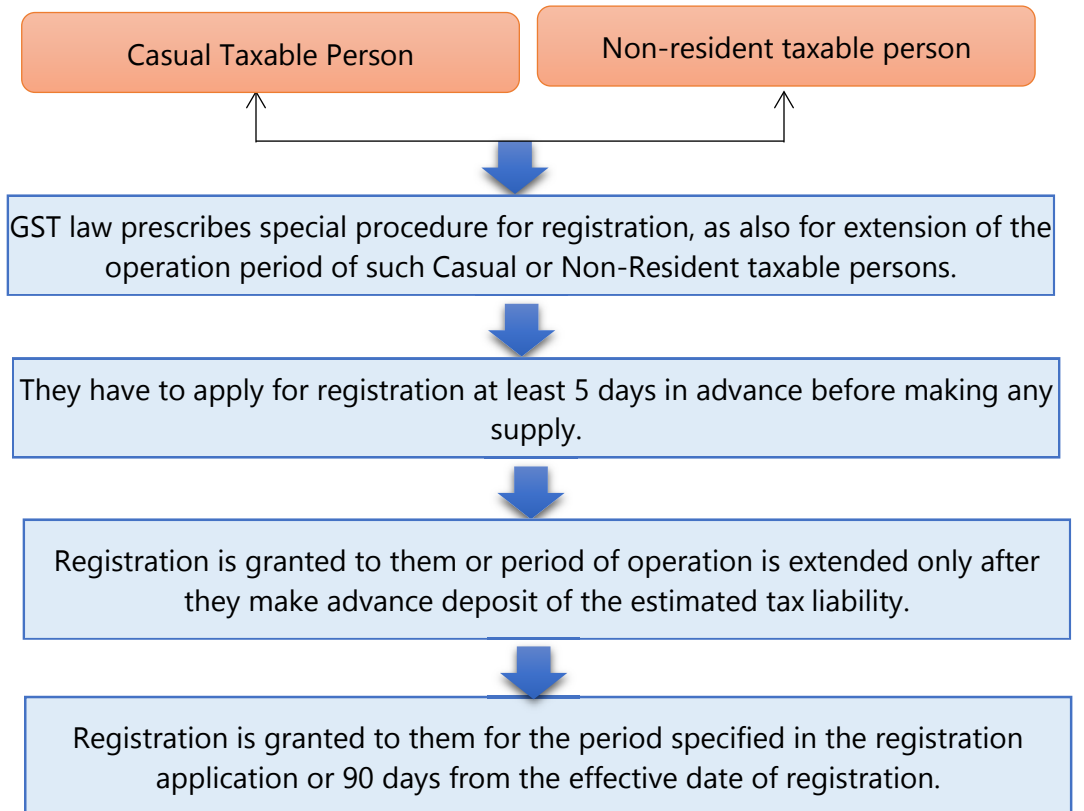 Casual Taxable Person
Non-resident taxable person
GST law prescribes special procedure for registration, as also for extension of the
operation period of such Casual or Non-Resident taxable persons.
They have to apply for registration at least 5 days in advance before making any
supply.
Registration is granted to them or period of operation is extended only after
they make advance deposit of the estimated tax liability.
Registration is granted to them for the period specified in the registration
application or 90 days from the effective date of registration.